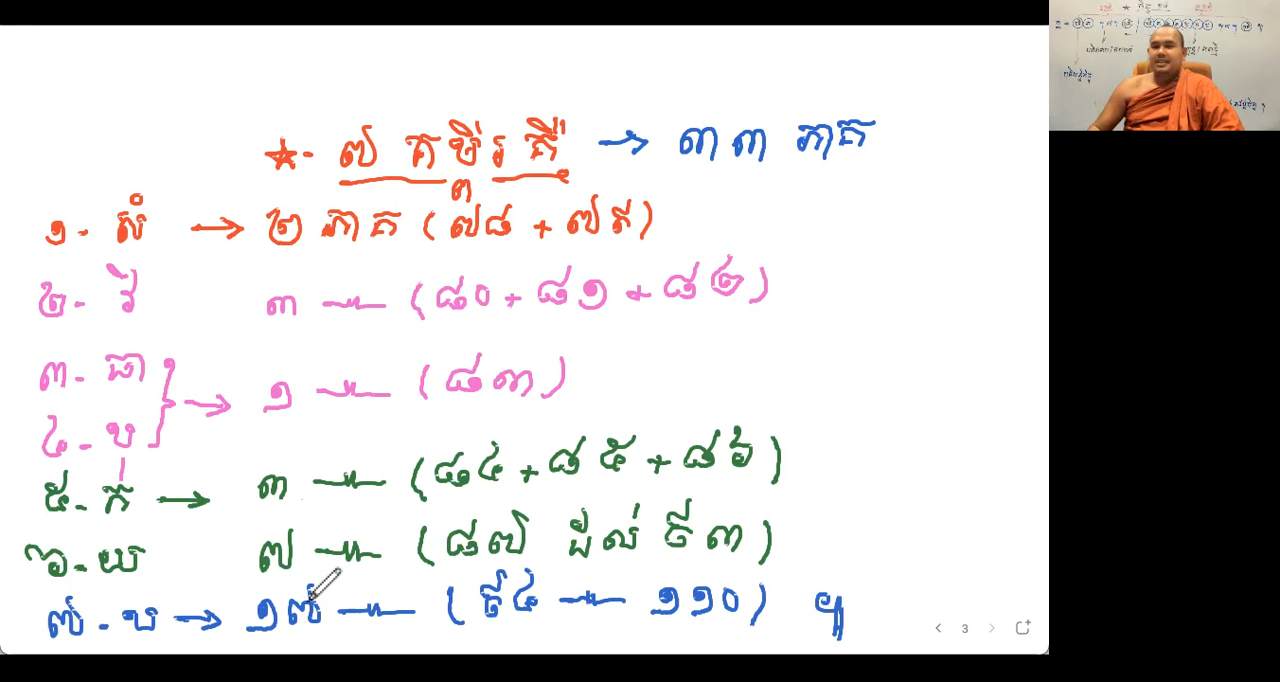 ★- ៧ គម្ពីរគឺ → ៣៣ ភាគ
១- សំ → ២ ភាគ (៧៨ + ៧៩)
២- វិ ៣ —"— (៨០ + ៨១ + ៨២)
៣- ធា
៤- បុ } → ១ —"— (៨៣)
៥- ក → ៣ —"— (៨៤ + ៨៥ + ៨៦)
៦- យ ៧ —"— (៨៧ ដល់ ៩៣)
៧- ប → ១៧ —"— (៩៤ —"— ១១០) ។
3